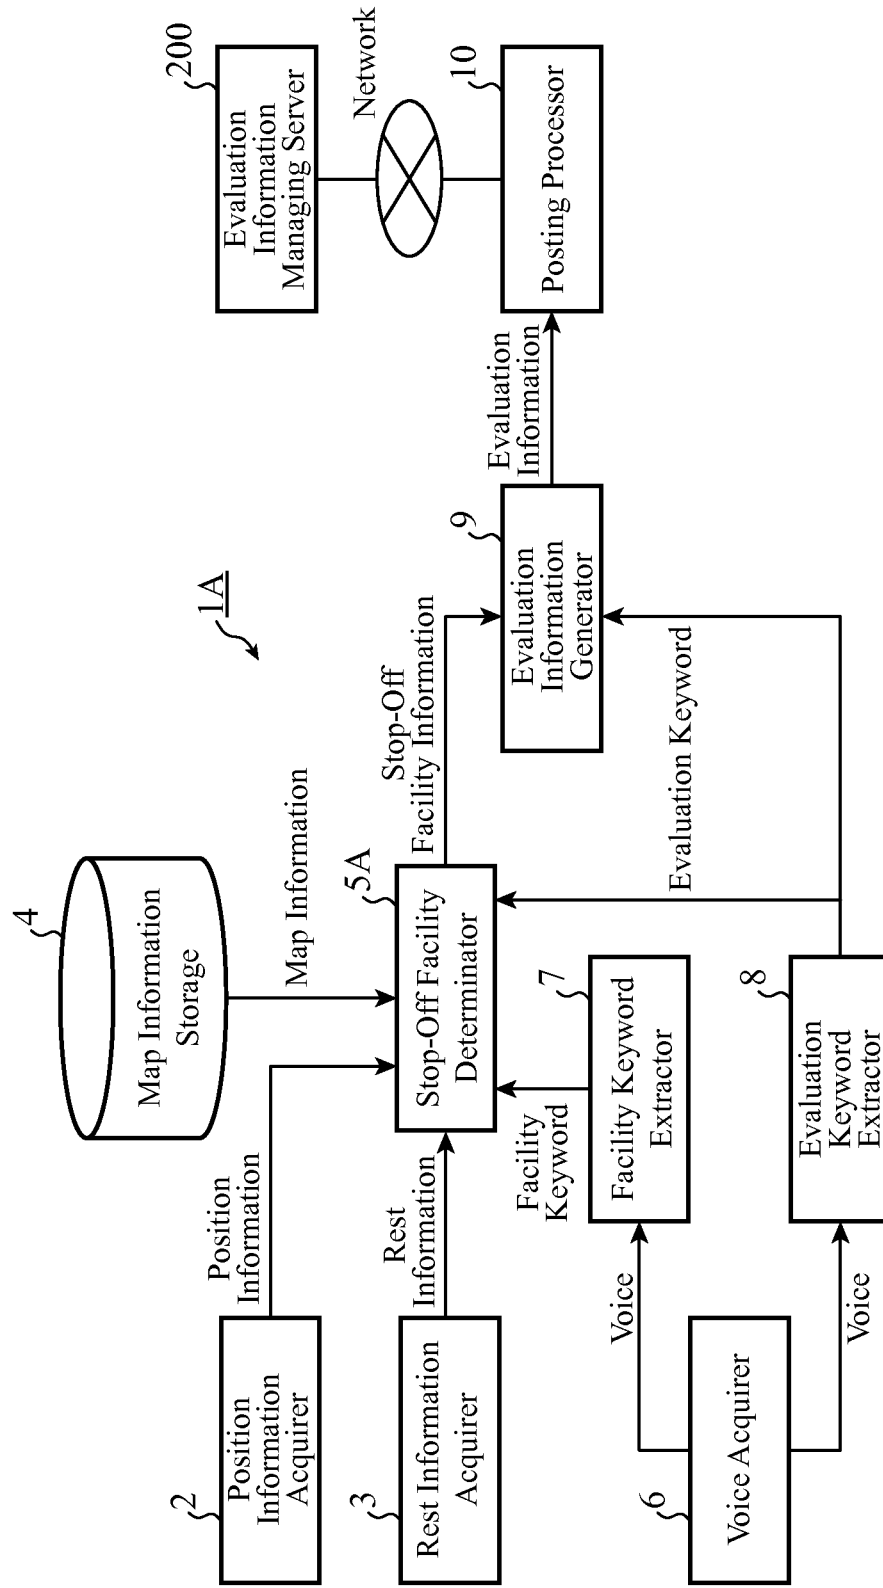 1A
4
Map Information
Storage
Map Information
2
Position
Information
Acquirer
Position
Information
3
Rest Information
Acquirer
Rest
Information
5A
Stop-Off Facility
Determinator
Stop-Off
Facility Information
6
Voice Acquirer
Voice
Voice
7
Facility Keyword
Extractor
Facility
Keyword
8
Evaluation
Keyword
Extractor
Evaluation Keyword
9
Evaluation
Information
Generator
Evaluation
Information
10
Posting Processor
Network
200
Evaluation
Information
Managing Server